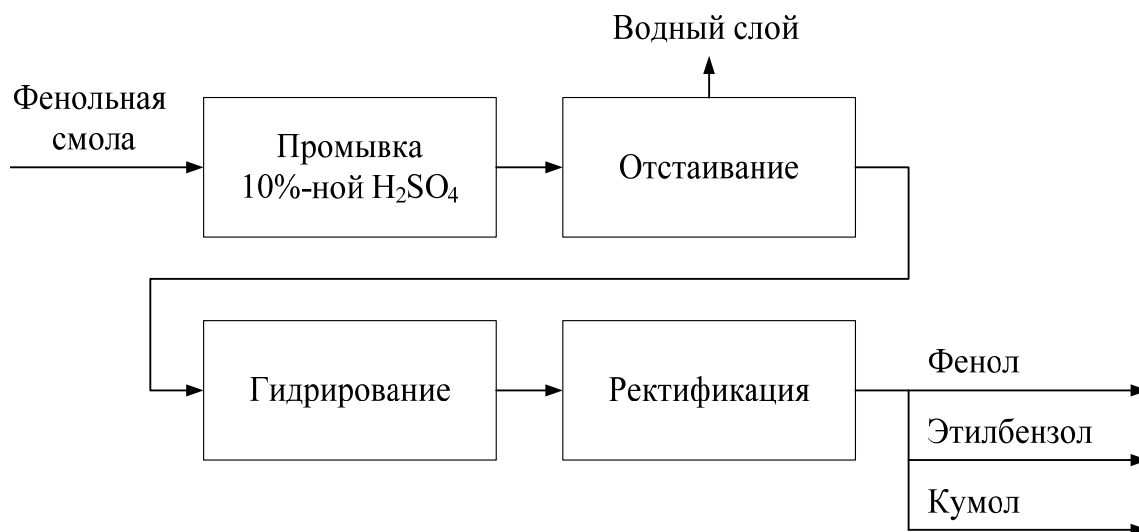 Водный слой
Фенольная
смола
Промывка
10%-ной H₂SO₄
Отстаивание
Гидрирование
Ректификация
Фенол
Этилбензол
Кумол